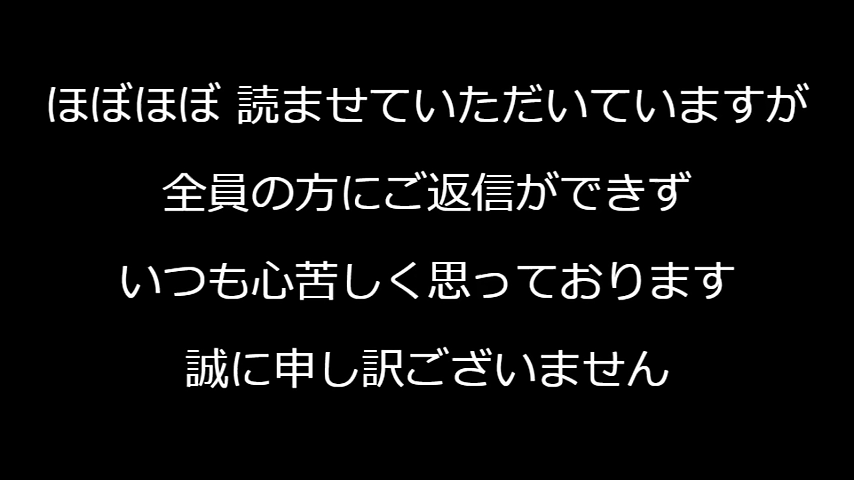 ほぼほぼ 読ませていただいていますが
全員の方にご返信ができず
いつも心苦しく思っております
誠に申し訳ございません